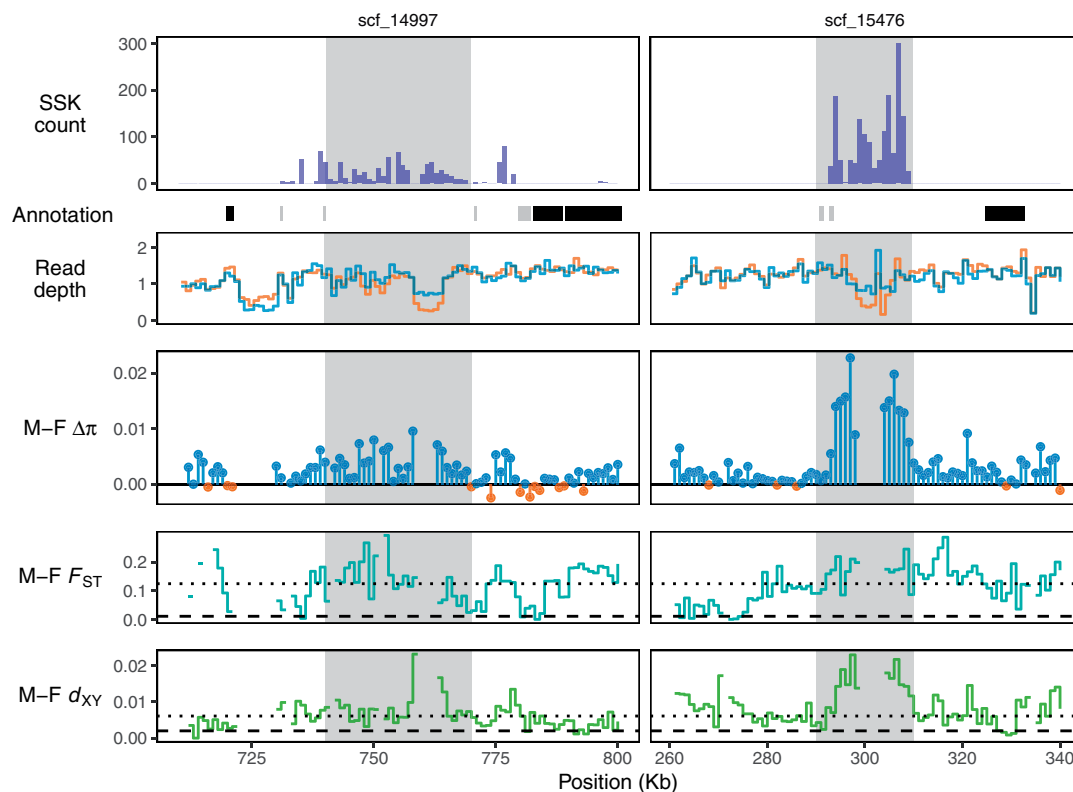 scf_14997
scf_15476
SSK
count
300
200
100
0
Annotation
Read
depth
2
1
0
M−F Δπ
0.02
0.01
0.00
M−F FST
0.2
0.1
0.0
M−F dXY
0.02
0.01
0.00
725
750
775
800
260
280
300
320
340
Position (Kb)